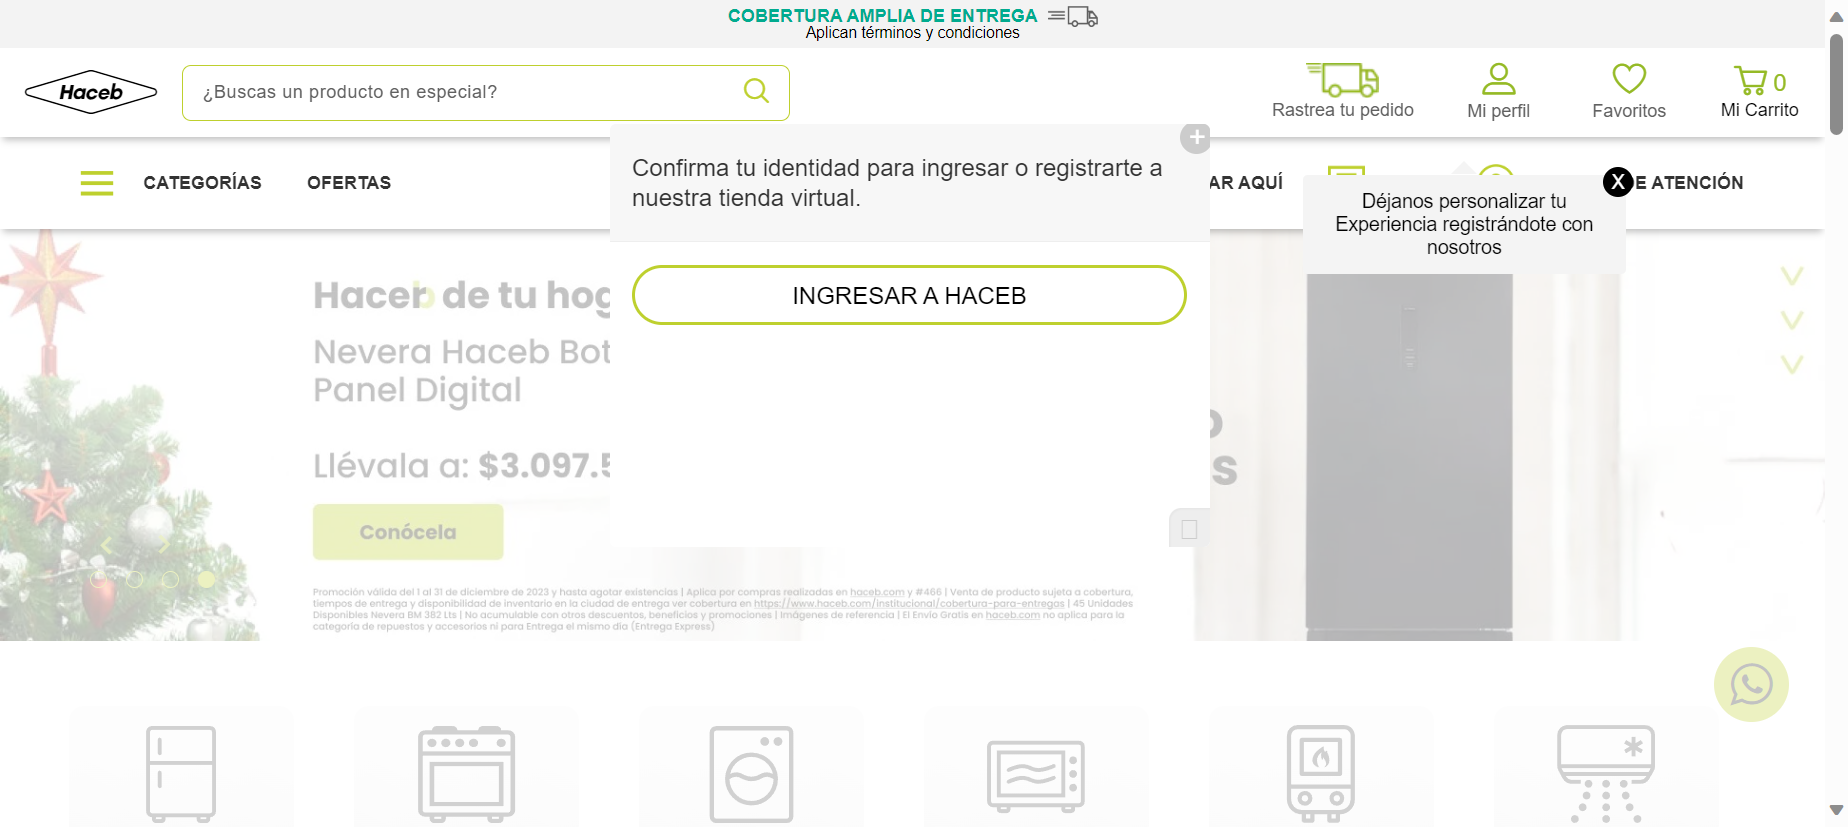 COBERTURA AMPLIA DE ENTREGA
Aplican términos y condiciones
Haceb
¿Buscas un producto en especial?
Rastrea tu pedido
Mi perfil
Favoritos
0
Mi Carrito
CATEGORÍAS
OFERTAS
AR AQUÍ
E ATENCIÓN
Confirma tu identidad para ingresar o registrarte a
nuestra tienda virtual.
INGRESAR A HACEB
X
Déjanos personalizar tu
Experiencia registrándote con
nosotros
de tu hog
Nevera Haceb Bot
Panel Digital
Llévala a: $3.097.5
Conócela
Promoción válida del 1 al 31 de diciembre de 2023 y hasta agotar existencias | Aplica por compras realizadas en haceb.com y #466 | Venta de producto sujeta a cobertura,
tiempos de entrega y disponibilidad de inventario en la ciudad de entrega ver cobertura en https://www.haceb.com/institucional/cobertura-para-entregas | 45 Unidades
Disponibles Nevera BM 382 Lts | No acumulable con otros descuentos, beneficios y promociones | Imágenes de referencia | El Envío Gratis en haceb.com no aplica para la
categoría de repuestos y accesorios ni para Entrega el mismo día (Entrega Express)